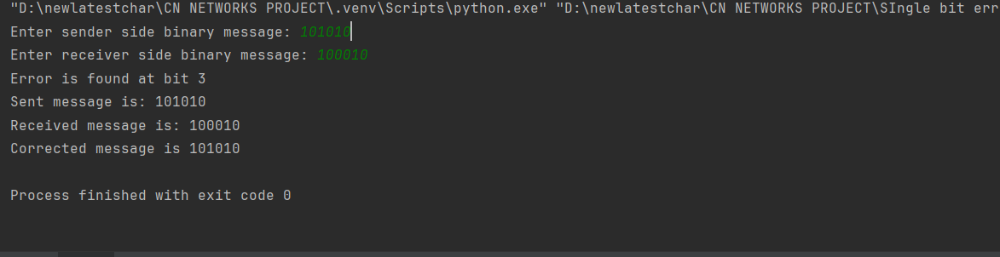 "D:\newlatestchar\CN NETWORKS PROJECT\.venv\Scripts\python.exe" "D:\newlatestchar\CN NETWORKS PROJECT\SIngle bit err
Enter sender side binary message: 101010
Enter receiver side binary message: 100010
Error is found at bit 3
Sent message is: 101010
Received message is: 100010
Corrected message is 101010
Process finished with exit code 0